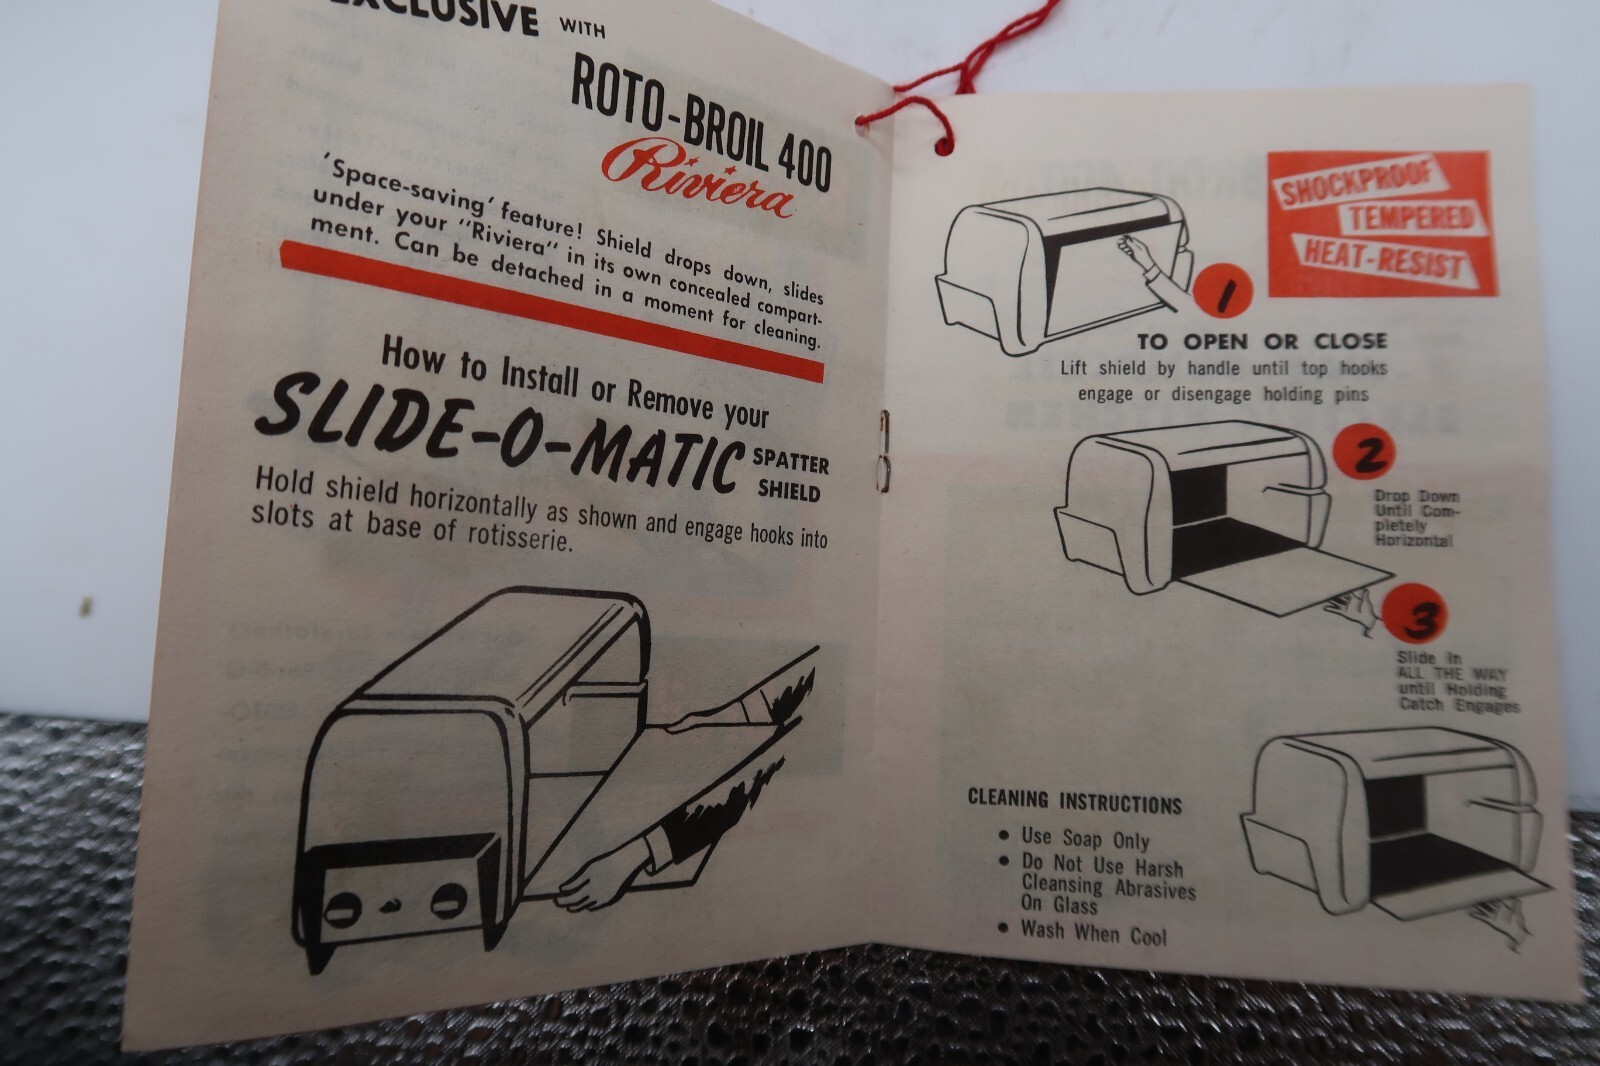 EXCLUSIVE WITH
ROTO-BROIL 400
Riviera
'Space-saving' feature! Shield drops down, slides
under your "Riviera" in its own concealed compart-
ment. Can be detached in a moment for cleaning.
How to Install or Remove your
SLIDE-O-MATIC SPATTER
SHIELD
Hold shield horizontally as shown and engage hooks into
slots at base of rotisserie.
SHOCKPROOF
TEMPERED
HEAT-RESIST
1
TO OPEN OR CLOSE
Lift shield by handle until top hooks
engage or disengage holding pins
2
Drop Down
Until Com-
pletely
Horizontal
3
Slide in
ALL THE WAY
until Holding
Catch Engages
CLEANING INSTRUCTIONS
• Use Soap Only
• Do Not Use Harsh
Cleansing Abrasives
On Glass
• Wash When Cool